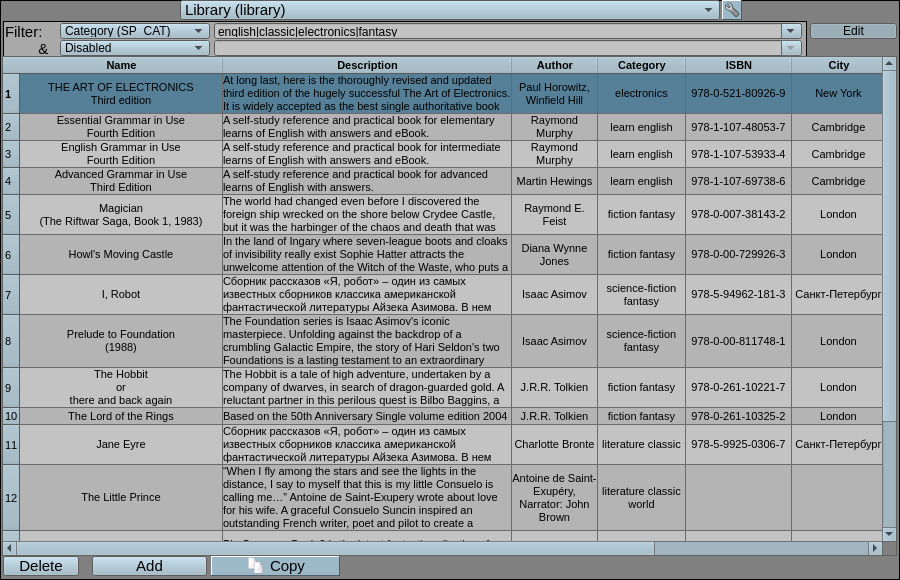 Library (library)
Filter:
Category (SP_CAT)
english|classic|electronics|fantasy
Edit
&
Disabled
Name Description Author Category ISBN City
1
THE ART OF ELECTRONICS
Third edition
At long last, here is the thoroughly revised and updated
third edition of the hugely successful The Art of Electronics.
It is widely accepted as the best single authoritative book
Paul Horowitz,
Winfield Hill
electronics
978-0-521-80926-9
New York
2
Essential Grammar in Use
Fourth Edition
A self-study reference and practical book for elementary
learns of English with answers and eBook.
Raymond
Murphy
learn english
978-1-107-48053-7
Cambridge
3
English Grammar in Use
Fourth Edition
A self-study reference and practical book for intermediate
learns of English with answers and eBook.
Raymond
Murphy
learn english
978-1-107-53933-4
Cambridge
4
Advanced Grammar in Use
Third Edition
A self-study reference and practical book for advanced
learns of English with answers.
Martin Hewings
learn english
978-1-107-69738-6
Cambridge
5
Magician
(The Riftwar Saga, Book 1, 1983)
The world had changed even before I discovered the
foreign ship wrecked on the shore below Crydee Castle,
but it was the harbinger of the chaos and death that was
Raymond E.
Feist
fiction fantasy
978-0-007-38143-2
London
6
Howl's Moving Castle
In the land of Ingary where seven-league boots and cloaks
of invisibility really exist Sophie Hatter attracts the
unwelcome attention of the Witch of the Waste, who puts a
Diana Wynne
Jones
fiction fantasy
978-0-00-729926-3
London
7
I, Robot
Сборник рассказов «Я, робот» – один из самых
известных сборников классика американской
фантастической литературы Айзека Азимова. В нем
Isaac Asimov
science-fiction
fantasy
978-5-94962-181-3
Санкт-Петербург
8
Prelude to Foundation
(1988)
The Foundation series is Isaac Asimov's iconic
masterpiece. Unfolding against the backdrop of a
crumbling Galactic Empire, the story of Hari Seldon's two
Foundations is a lasting testament to an extraordinary
Isaac Asimov
science-fiction
fantasy
978-0-00-811748-1
London
9
The Hobbit
or
there and back again
The Hobbit is a tale of high adventure, undertaken by a
company of dwarves, in search of dragon-guarded gold. A
reluctant partner in this perilous quest is Bilbo Baggins, a
J.R.R. Tolkien
fiction fantasy
978-0-261-10221-7
London
10
The Lord of the Rings
Based on the 50th Anniversary Single volume edition 2004
J.R.R. Tolkien
fiction fantasy
978-0-261-10325-2
London
11
Jane Eyre
Сборник рассказов «Я, робот» – один из самых
известных сборников классика американской
фантастической литературы Айзека Азимова. В нем
Charlotte Bronte
literature classic
978-5-9925-0306-7
Санкт-Петербург
12
The Little Prince
“When I fly among the stars and see the lights in the
distance, I say to myself that this is my little Consuelo is
calling me…” Antoine de Saint-Exupery wrote about love
for his wife. A graceful Consuelo Suncin inspired an
outstanding French writer, poet and pilot to create a
Antoine de Saint-
Exupéry,
Narrator: John
Brown
literature classic
world
Delete
Add
Copy